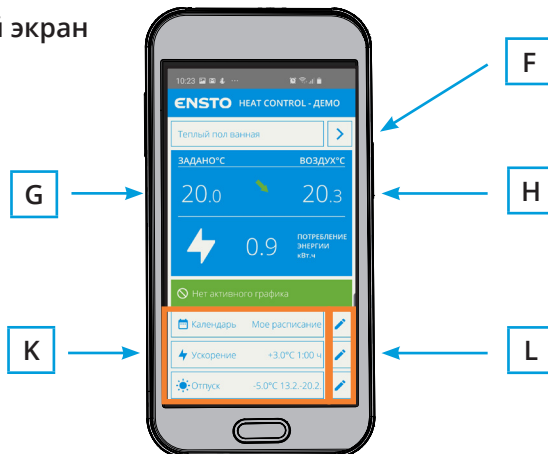 й экран
F
10:23
ENSTO HEAT CONTROL - ДЕМО
Теплый пол ванная
ЗАДАНО°C ВОЗДУХ°C
G
H
20.0 20.3
0.9 ПОТРЕБЛЕНИЕ
ЭНЕРГИИ
кВт.ч
Нет активного графика
Календарь Мое расписание
K
L
Ускорение +3.0°C 1:00 ч
Отпуск -5.0°C 13.2.-20.2.